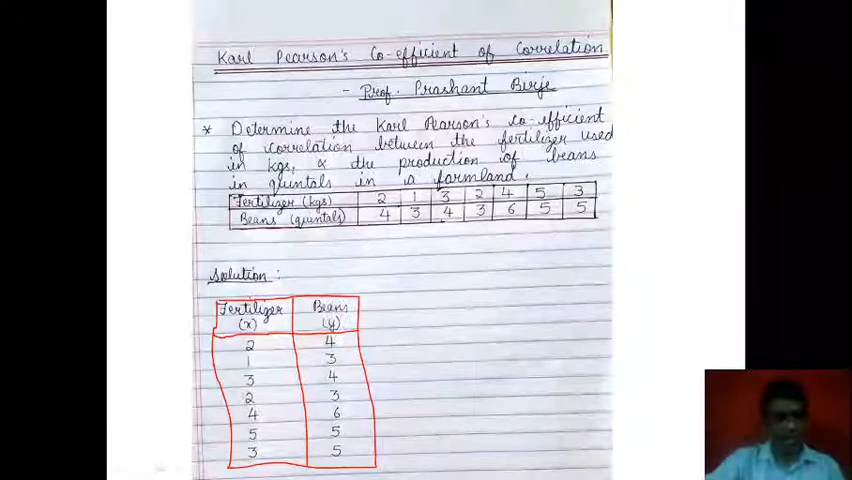 Karl Pearson's Co-efficient of Correlation
- Prof. Prashant Birje
* Determine the Karl Pearson's co-efficient
of correlation between the fertilizer used
in kgs, & the production of beans
in quintals in a farmland.
Fertilizer (kgs) 2 1 3 2 4 5 3
Beans (quintals) 4 3 4 3 6 5 5
Solution :
Fertilizer (x) Beans (y)
2 4
1 3
3 4
2 3
4 6
5 5
3 5